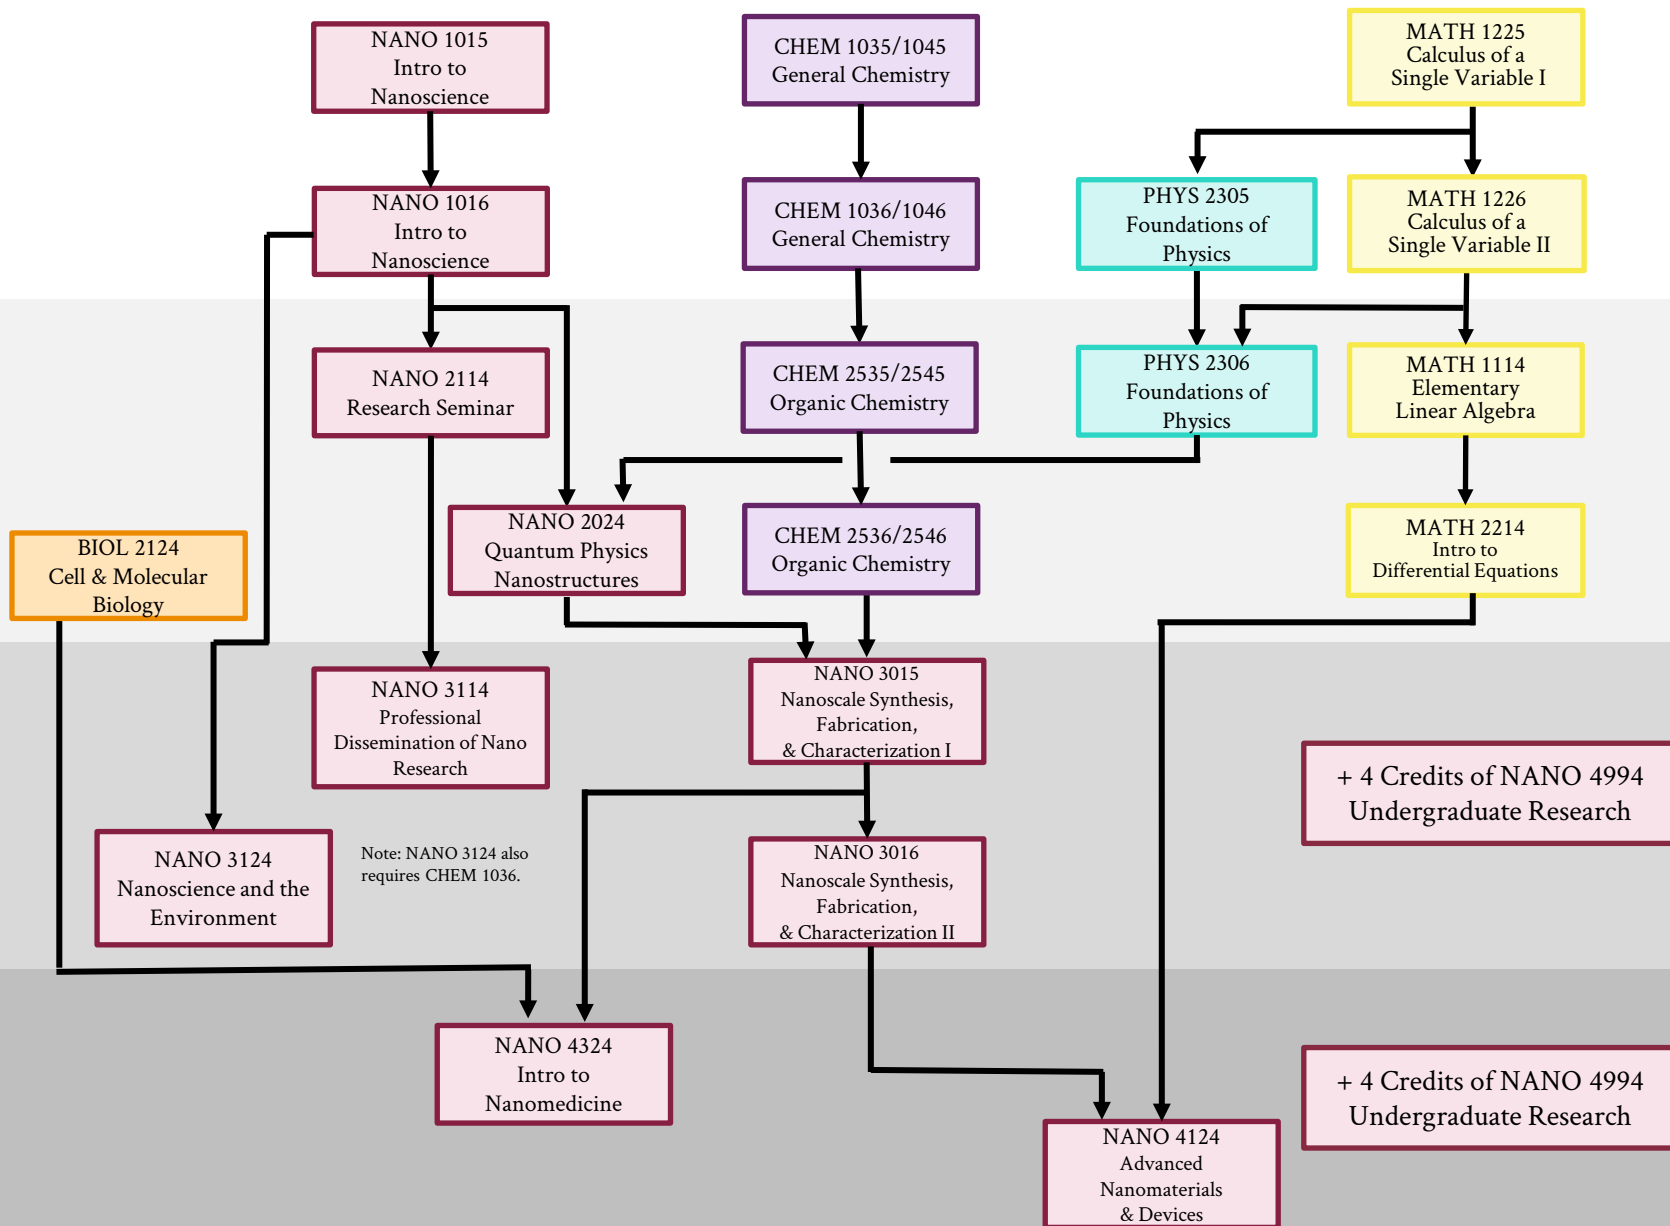 NANO 1015
Intro to
Nanoscience
CHEM 1035/1045
General Chemistry
MATH 1225
Calculus of a
Single Variable I
NANO 1016
Intro to
Nanoscience
CHEM 1036/1046
General Chemistry
PHYS 2305
Foundations of
Physics
MATH 1226
Calculus of a
Single Variable II
NANO 2114
Research Seminar
CHEM 2535/2545
Organic Chemistry
PHYS 2306
Foundations of
Physics
MATH 1114
Elementary
Linear Algebra
BIOL 2124
Cell & Molecular
Biology
NANO 2024
Quantum Physics
Nanostructures
CHEM 2536/2546
Organic Chemistry
MATH 2214
Intro to
Differential Equations
NANO 3114
Professional
Dissemination of Nano
Research
NANO 3015
Nanoscale Synthesis,
Fabrication,
& Characterization I
+ 4 Credits of NANO 4994
Undergraduate Research
NANO 3124
Nanoscience and the
Environment
Note: NANO 3124 also
requires CHEM 1036.
NANO 3016
Nanoscale Synthesis,
Fabrication,
& Characterization II
NANO 4324
Intro to
Nanomedicine
+ 4 Credits of NANO 4994
Undergraduate Research
NANO 4124
Advanced
Nanomaterials
& Devices